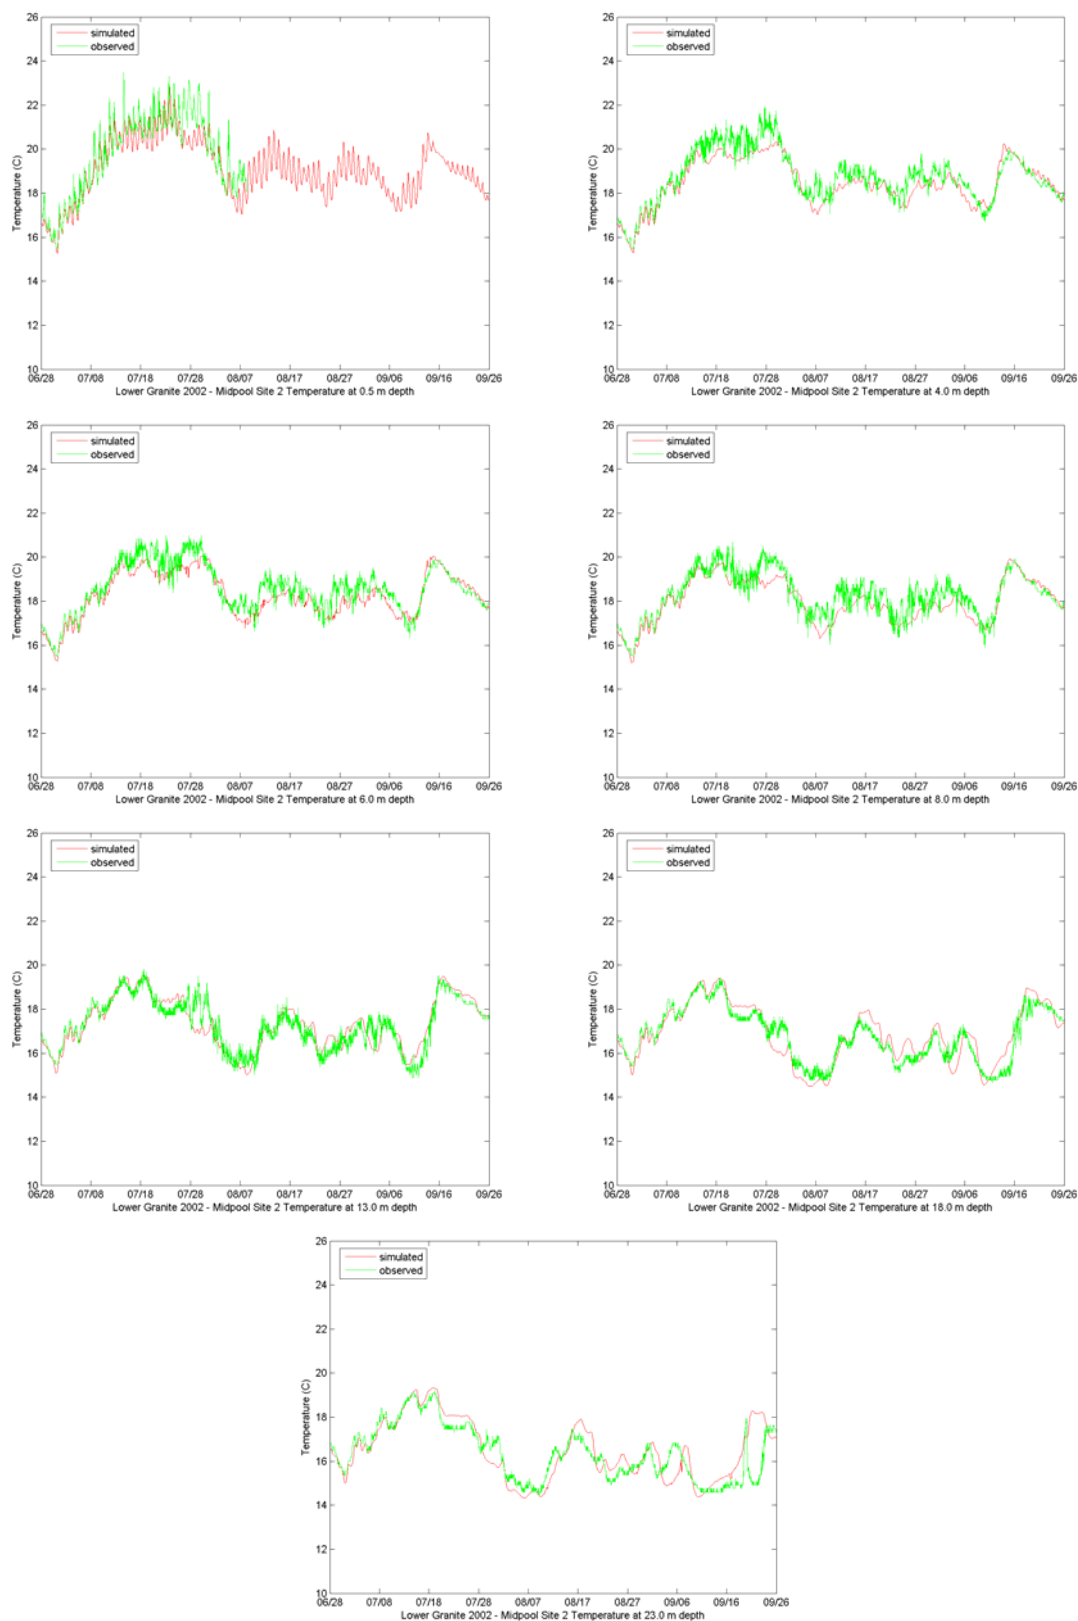 26
24
22
20
18
16
14
12
10
Temperature (C)
simulated
observed
06/28 07/08 07/18 07/28 08/07 08/17 08/27 09/06 09/16 09/26
Lower Granite 2002 - Midpool Site 2 Temperature at 0.5 m depth
26
24
22
20
18
16
14
12
10
Temperature (C)
simulated
observed
06/28 07/08 07/18 07/28 08/07 08/17 08/27 09/06 09/16 09/26
Lower Granite 2002 - Midpool Site 2 Temperature at 4.0 m depth
26
24
22
20
18
16
14
12
10
Temperature (C)
simulated
observed
06/28 07/08 07/18 07/28 08/07 08/17 08/27 09/06 09/16 09/26
Lower Granite 2002 - Midpool Site 2 Temperature at 6.0 m depth
26
24
22
20
18
16
14
12
10
Temperature (C)
simulated
observed
06/28 07/08 07/18 07/28 08/07 08/17 08/27 09/06 09/16 09/26
Lower Granite 2002 - Midpool Site 2 Temperature at 8.0 m depth
26
24
22
20
18
16
14
12
10
Temperature (C)
simulated
observed
06/28 07/08 07/18 07/28 08/07 08/17 08/27 09/06 09/16 09/26
Lower Granite 2002 - Midpool Site 2 Temperature at 13.0 m depth
26
24
22
20
18
16
14
12
10
Temperature (C)
simulated
observed
06/28 07/08 07/18 07/28 08/07 08/17 08/27 09/06 09/16 09/26
Lower Granite 2002 - Midpool Site 2 Temperature at 18.0 m depth
26
24
22
20
18
16
14
12
10
Temperature (C)
simulated
observed
06/28 07/08 07/18 07/28 08/07 08/17 08/27 09/06 09/16 09/26
Lower Granite 2002 - Midpool Site 2 Temperature at 23.0 m depth